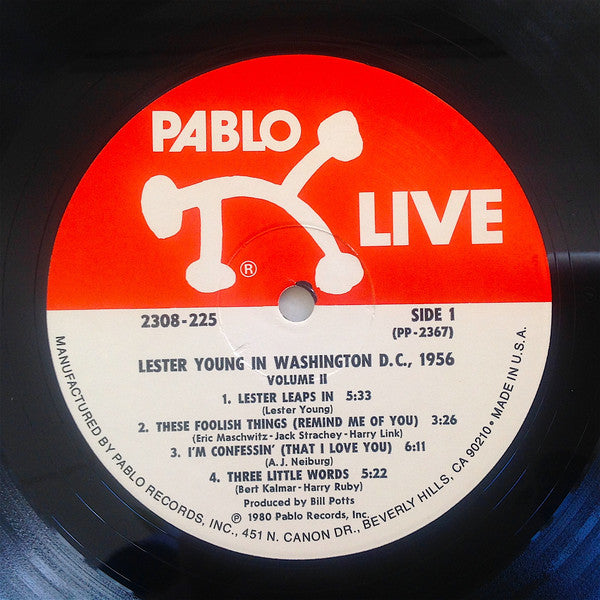 PABLO
LIVE
®
2308-225
SIDE 1
(PP-2367)
LESTER YOUNG IN WASHINGTON D.C., 1956
VOLUME II
1. LESTER LEAPS IN 5:33
(Lester Young)
2. THESE FOOLISH THINGS (REMIND ME OF YOU) 3:26
(Eric Maschwitz-Jack Strachey-Harry Link)
3. I'M CONFESSIN' (THAT I LOVE YOU) 6:11
(A.J. Neiburg)
4. THREE LITTLE WORDS 5:22
(Bert Kalmar-Harry Ruby)
Produced by Bill Potts
℗ 1980 Pablo Records, Inc.
MANUFACTURED BY PABLO RECORDS, INC., 451 N. CANON DR., BEVERLY HILLS, CA 90210 • MADE IN U.S.A.